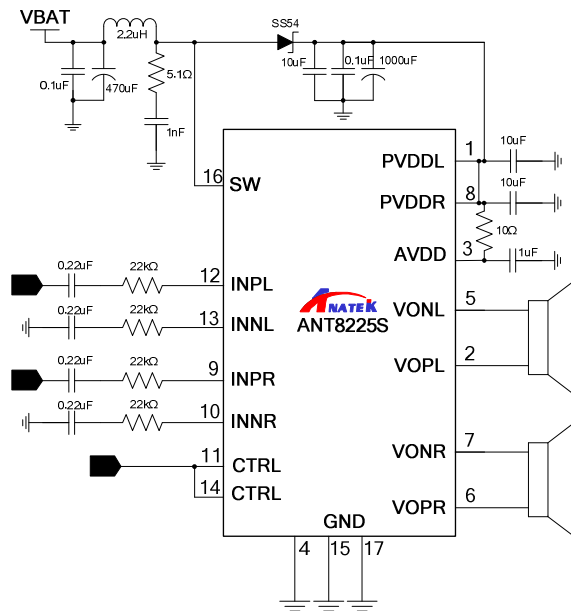 VBAT
2.2uH
SS54
0.1uF
470uF
5.1Ω
1nF
10uF
0.1uF
1000uF
16
SW
PVDDL
1
10uF
PVDDR
8
10uF
10Ω
AVDD
3
1uF
0.22uF
22kΩ
12
INPL
0.22uF
22kΩ
13
INNL
ANATEK
ANT8225S
VONL
5
VOPL
2
0.22uF
22kΩ
9
INPR
0.22uF
22kΩ
10
INNR
11
CTRL
14
CTRL
VONR
7
VOPR
6
GND
4
15
17